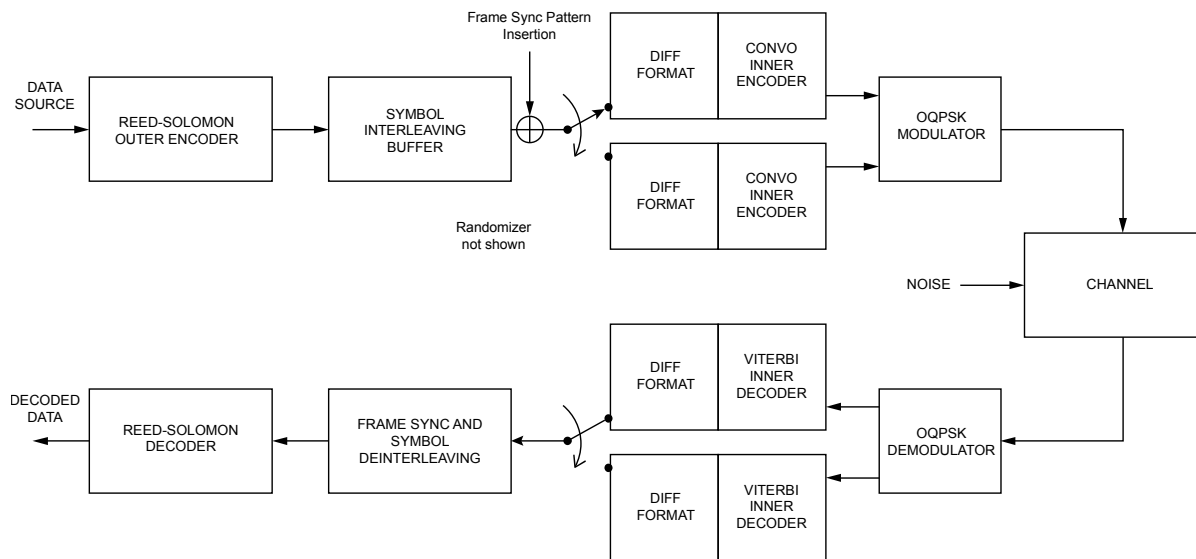 Frame Sync Pattern
Insertion
DATA
SOURCE
REED-SOLOMON
OUTER ENCODER
SYMBOL
INTERLEAVING
BUFFER
DIFF
FORMAT
CONVO
INNER
ENCODER
DIFF
FORMAT
CONVO
INNER
ENCODER
OQPSK
MODULATOR
Randomizer
not shown
NOISE
CHANNEL
DECODED
DATA
REED-SOLOMON
DECODER
FRAME SYNC AND
SYMBOL
DEINTERLEAVING
DIFF
FORMAT
VITERBI
INNER
DECODER
DIFF
FORMAT
VITERBI
INNER
DECODER
OQPSK
DEMODULATOR